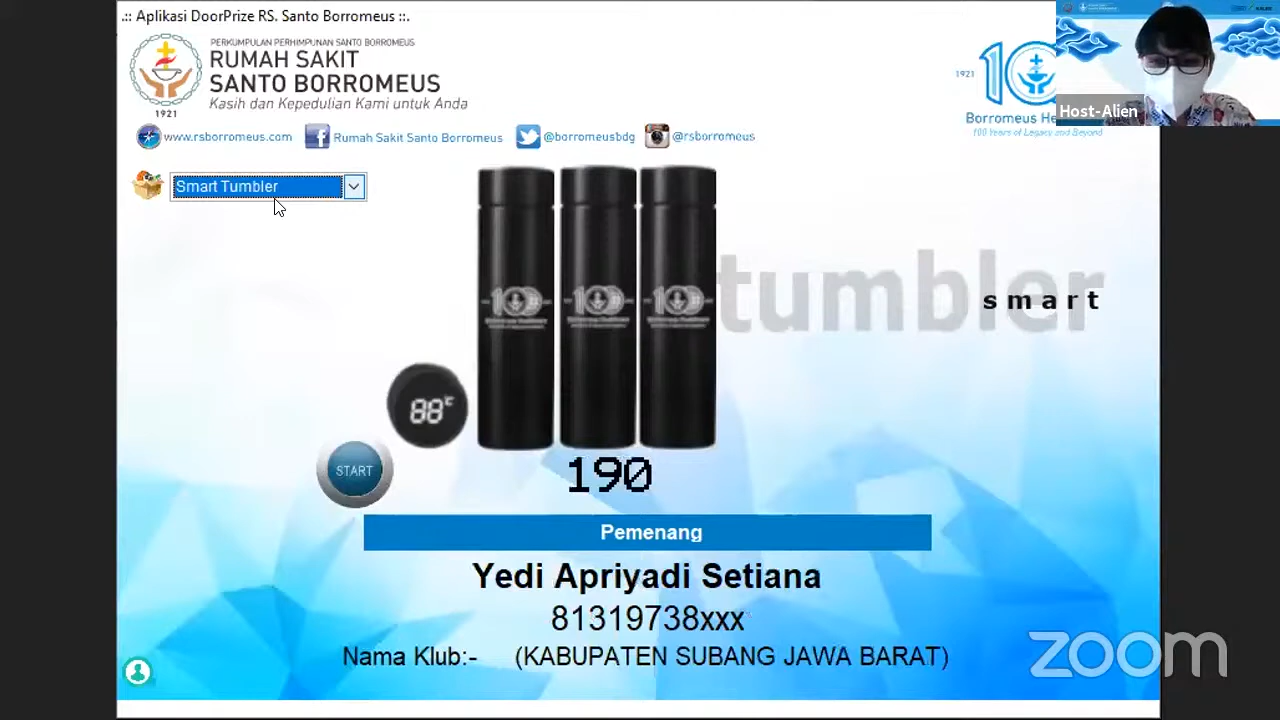 .:: Aplikasi DoorPrize RS. Santo Borromeus ::.
PERKUMPULAN PERHIMPUNAN SANTO BORROMEUS
RUMAH SAKIT
SANTO BORROMEUS
Kasih dan Kepedulian Kami untuk Anda
1921
www.rsborromeus.com
Rumah Sakit Santo Borromeus
@borromeusbdg
@rsborromeus
1921
10
Borromeus He
100 Years of Legacy and Beyond
Host-Alien
Smart Tumbler
tumbler
smart
88°C
START
190
Pemenang
Yedi Apriyadi Setiana
81319738xxx
Nama Klub:- (KABUPATEN SUBANG JAWA BARAT)
zoom